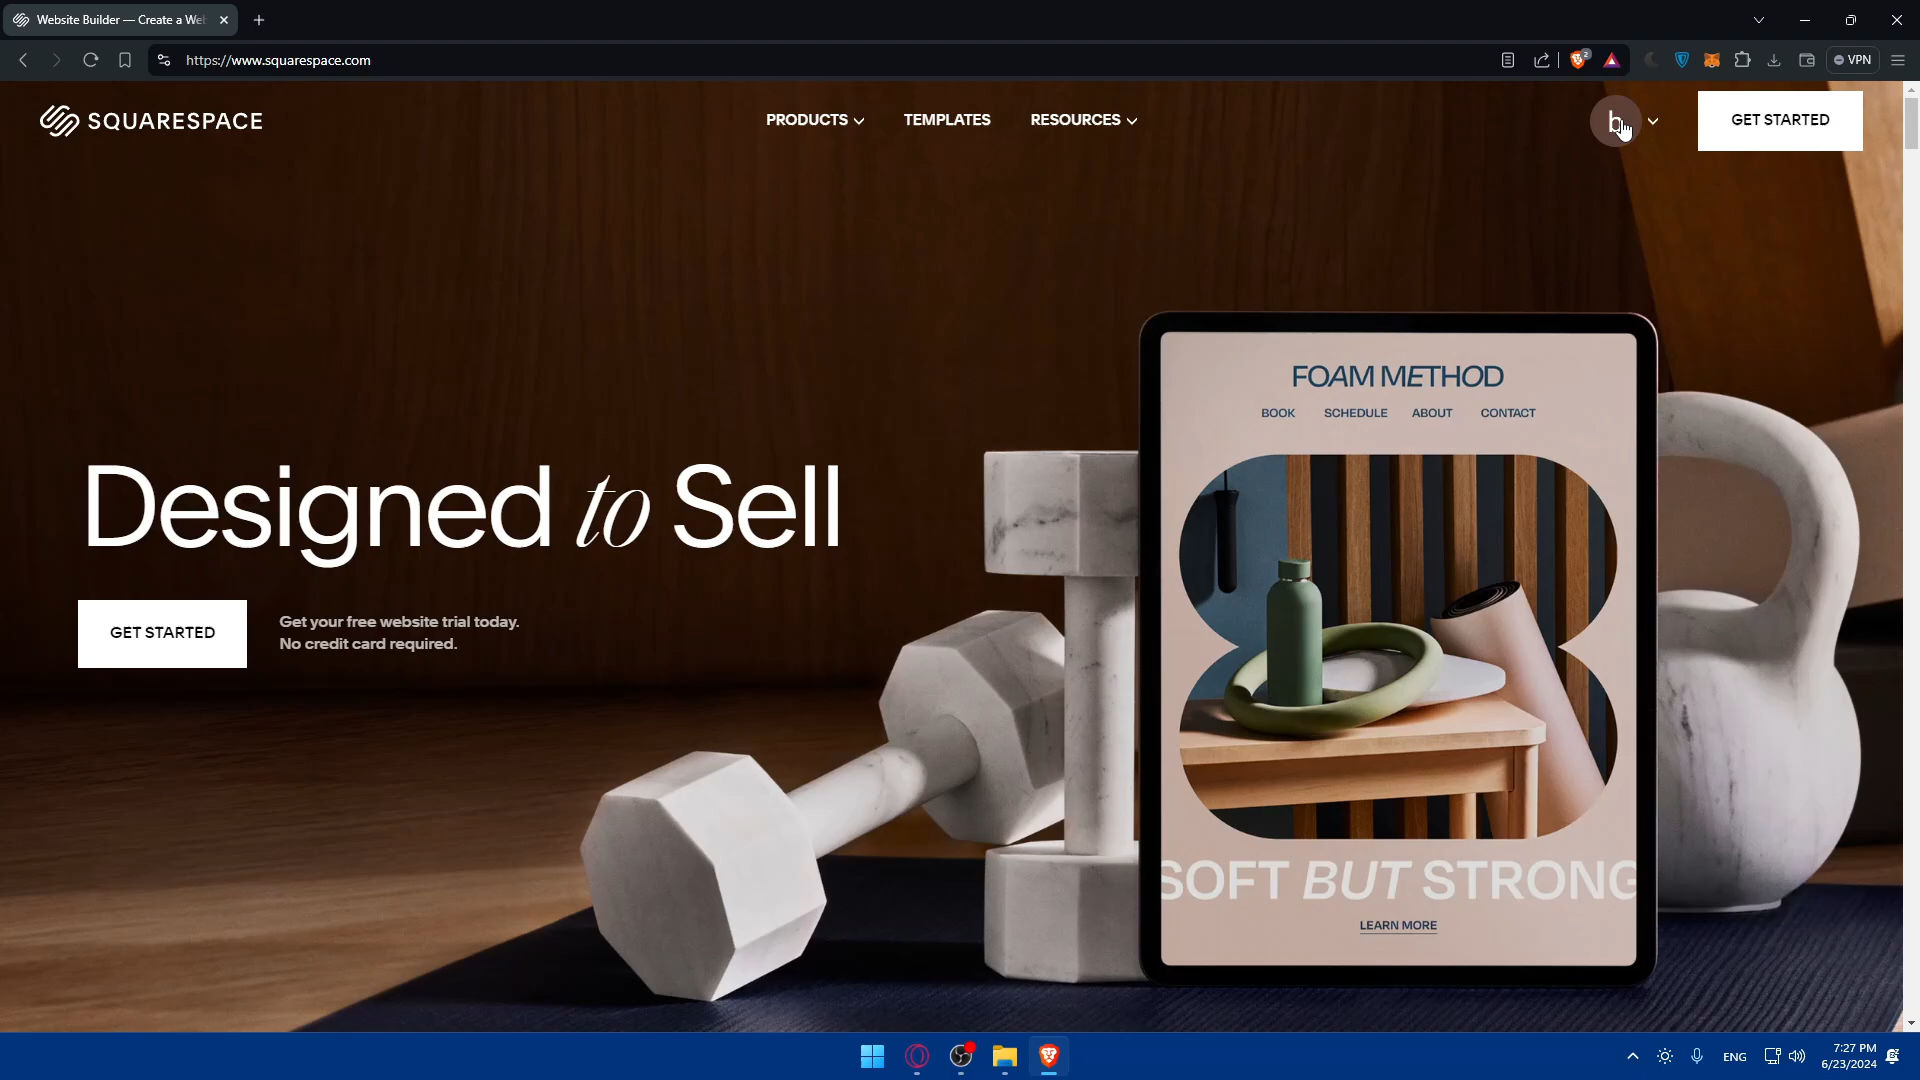 Website Builder — Create a Web
https://www.squarespace.com
2
VPN
SQUARESPACE
PRODUCTS
TEMPLATES
RESOURCES
b
GET STARTED
FOAM METHOD
BOOK SCHEDULE ABOUT CONTACT
Designed to Sell
GET STARTED
Get your free website trial today.
No credit card required.
SOFT BUT STRONG
LEARN MORE
ENG
7:27 PM
6/23/2024